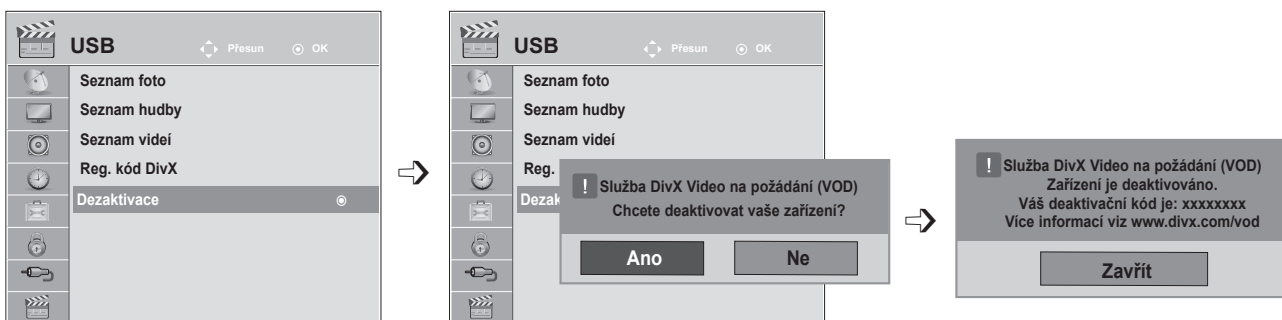 USB Přesun OK
Seznam foto
Seznam hudby
Seznam videí
Reg. kód DivX
Dezaktivace
USB Přesun OK
Seznam foto
Seznam hudby
Seznam videí
Reg.
Dezak
! Služba DivX Video na požádání (VOD)
Chcete deaktivovat vaše zařízení?
Ano Ne
! Služba DivX Video na požádání (VOD)
Zařízení je deaktivováno.
Váš deaktivační kód je: xxxxxxxx
Více informací viz www.divx.com/vod
Zavřít